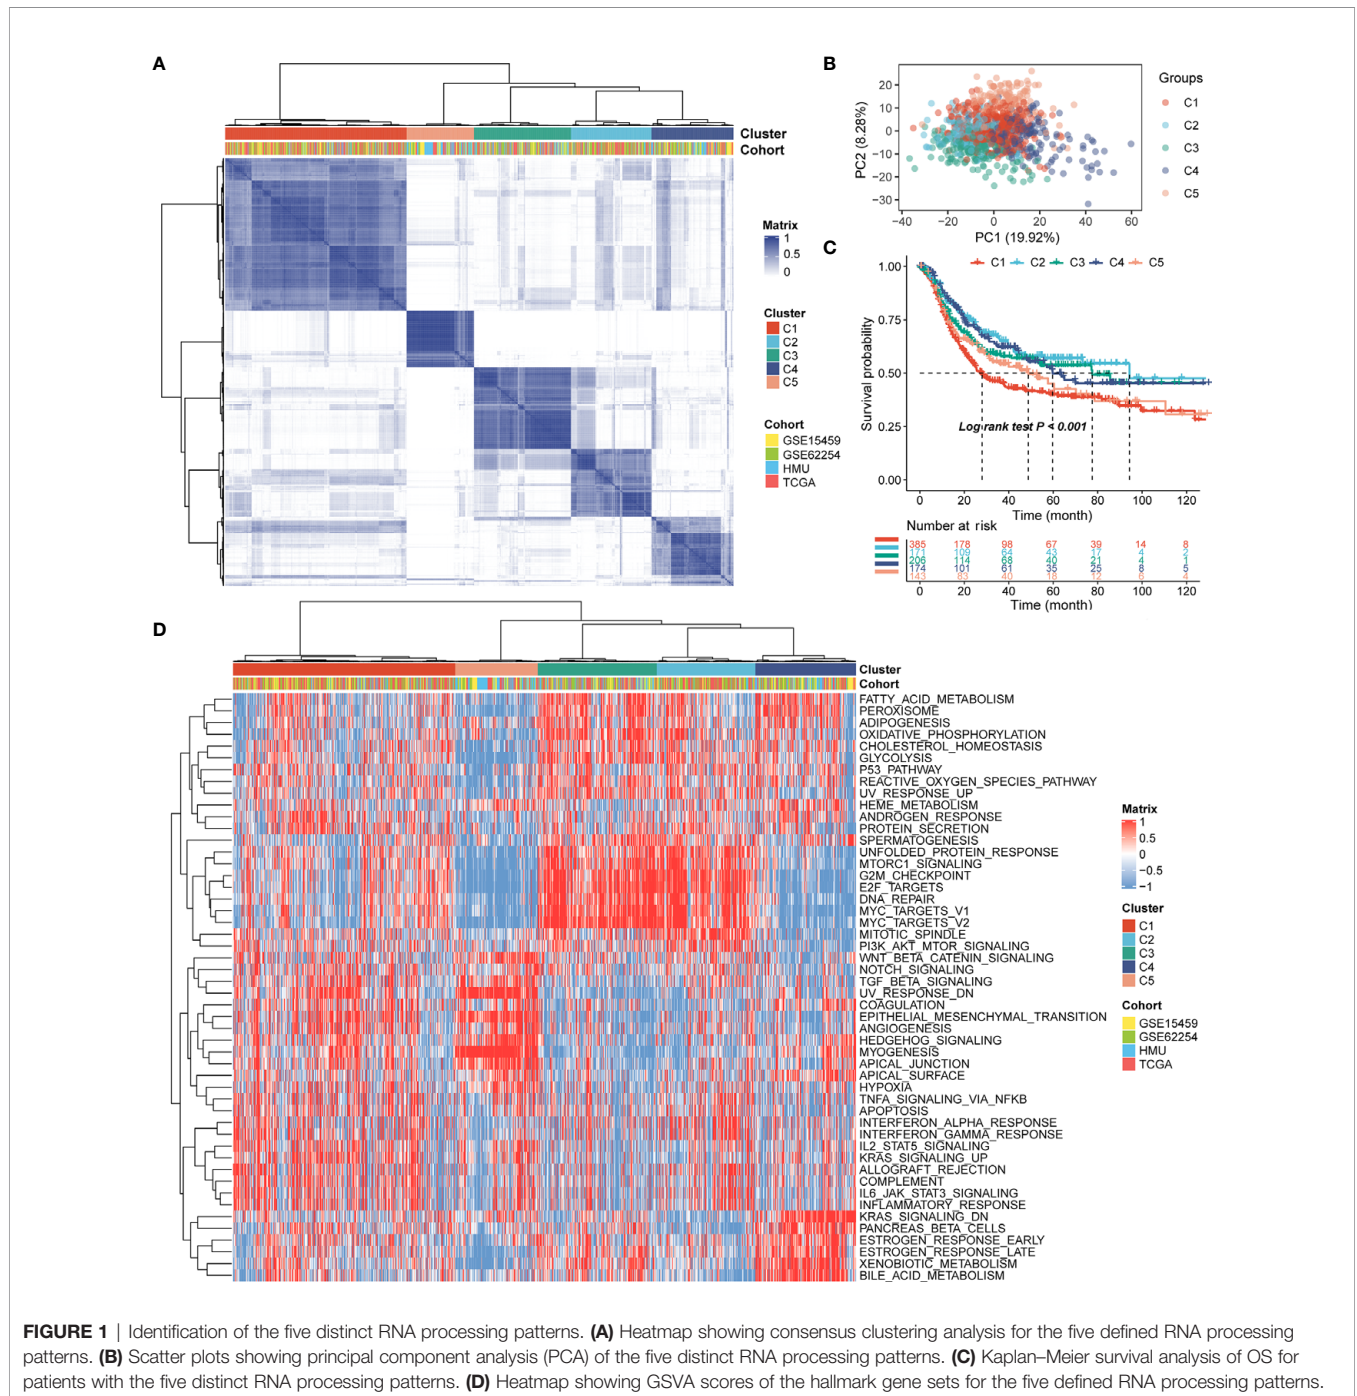 A
Cluster
Cohort
Matrix
1
0.5
0
Cluster
C1
C2
C3
C4
C5
Cohort
GSE15459
GSE62254
HMU
TCGA
B
20
10
0
−10
−20
−30
PC2 (8.28%)
−40 −20 0 20 40 60
PC1 (19.92%)
Groups
C1
C2
C3
C4
C5
C
C1 C2 C3 C4 C5
1.00
0.75
0.50
0.25
0.00
Survival probability
Log rank test P < 0.001
0 20 40 60 80 100 120
Time (month)
Number at risk
385 178 98 67 39 14 8
171 109 64 43 17 4 2
206 114 68 40 21 4 1
174 101 61 35 25 8 5
143 83 40 18 12 6 4
0 20 40 60 80 100 120
Time (month)
D
Cluster
Cohort
FATTY_ACID_METABOLISM
PEROXISOME
ADIPOGENESIS
OXIDATIVE_PHOSPHORYLATION
CHOLESTEROL_HOMEOSTASIS
GLYCOLYSIS
P53_PATHWAY
REACTIVE_OXYGEN_SPECIES_PATHWAY
UV_RESPONSE_UP
HEME_METABOLISM
ANDROGEN_RESPONSE
PROTEIN_SECRETION
SPERMATOGENESIS
UNFOLDED_PROTEIN_RESPONSE
MTORC1_SIGNALING
G2M_CHECKPOINT
E2F_TARGETS
DNA_REPAIR
MYC_TARGETS_V1
MYC_TARGETS_V2
MITOTIC_SPINDLE
PI3K_AKT_MTOR_SIGNALING
WNT_BETA_CATENIN_SIGNALING
NOTCH_SIGNALING
TGF_BETA_SIGNALING
UV_RESPONSE_DN
COAGULATION
EPITHELIAL_MESENCHYMAL_TRANSITION
ANGIOGENESIS
HEDGEHOG_SIGNALING
MYOGENESIS
APICAL_JUNCTION
APICAL_SURFACE
HYPOXIA
TNFA_SIGNALING_VIA_NFKB
APOPTOSIS
INTERFERON_ALPHA_RESPONSE
INTERFERON_GAMMA_RESPONSE
IL2_STAT5_SIGNALING
KRAS_SIGNALING_UP
ALLOGRAFT_REJECTION
COMPLEMENT
IL6_JAK_STAT3_SIGNALING
INFLAMMATORY_RESPONSE
KRAS_SIGNALING_DN
PANCREAS_BETA_CELLS
ESTROGEN_RESPONSE_EARLY
ESTROGEN_RESPONSE_LATE
XENOBIOTIC_METABOLISM
BILE_ACID_METABOLISM
Matrix
1
0.5
0
−0.5
−1
Cluster
C1
C2
C3
C4
C5
Cohort
GSE15459
GSE62254
HMU
TCGA
FIGURE 1 | Identification of the five distinct RNA processing patterns. (A) Heatmap showing consensus clustering analysis for the five defined RNA processing
patterns. (B) Scatter plots showing principal component analysis (PCA) of the five distinct RNA processing patterns. (C) Kaplan–Meier survival analysis of OS for
patients with the five distinct RNA processing patterns. (D) Heatmap showing GSVA scores of the hallmark gene sets for the five defined RNA processing patterns.